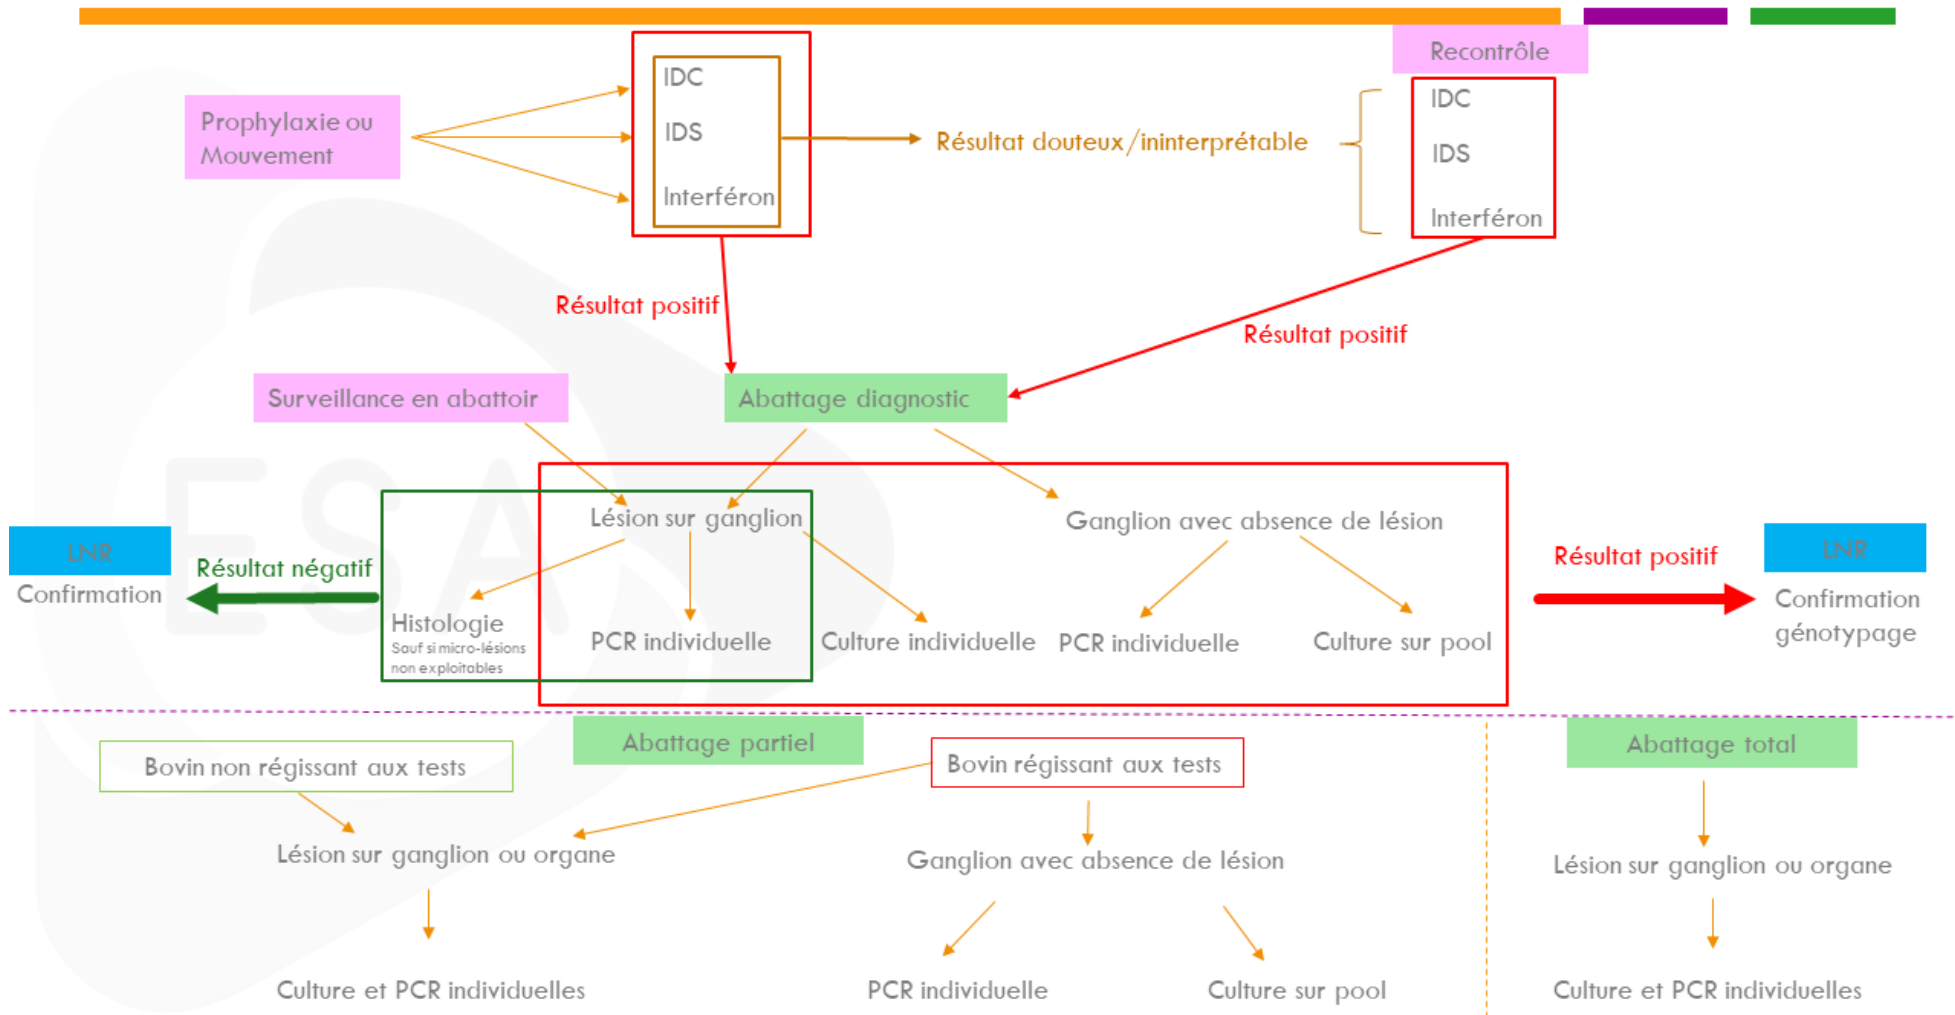 Recontrôle
IDC
IDS
Interféron
Prophylaxie ou
Mouvement
Résultat douteux/ininterprétable
IDC
IDS
Interféron
Résultat positif
Résultat positif
Surveillance en abattoir
Abattage diagnostic
ESA
Lésion sur ganglion
Ganglion avec absence de lésion
LNR
Confirmation
Résultat négatif
Résultat positif
LNR
Confirmation
génotypage
Histologie
Sauf si micro-lésions
non exploitables
PCR individuelle
Culture individuelle
PCR individuelle
Culture sur pool
Abattage partiel
Abattage total
Bovin non régissant aux tests
Bovin régissant aux tests
Lésion sur ganglion ou organe
Ganglion avec absence de lésion
Lésion sur ganglion ou organe
Culture et PCR individuelles
PCR individuelle
Culture sur pool
Culture et PCR individuelles